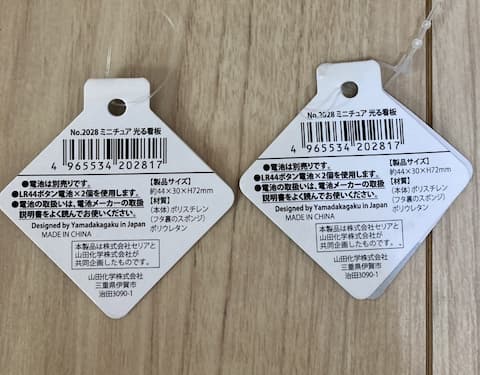 No.2028 ミニチュア 光る看板
4 965534 202817
●電池は別売りです。
●LR44ボタン電池×2個を使用します。
●電池の取扱いは、電池メーカーの取扱
説明書をよく読んでお使いください。
【製品サイズ】
約44×30×H72mm
【材質】
(本体)ポリスチレン
(フタ裏のスポンジ)
ポリウレタン
Designed by Yamadakagaku in Japan
MADE IN CHINA
本製品は株式会社セリアと、
山田化学株式会社が
共同企画したものです。
山田化学株式会社
三重県伊賀市
治田3090-1
No.2028 ミニチュア 光る看板
4 965534 202817
●電池は別売りです。
●LR44ボタン電池×2個を使用します。
●電池の取扱いは、電池メーカーの取扱
説明書をよく読んでお使いください。
【製品サイズ】
約44×30×H72mm
【材質】
(本体)ポリスチレン
(フタ裏のスポンジ)
ポリウレタン
Designed by Yamadakagaku in Japan
MADE IN CHINA
本製品は株式会社セリアと、
山田化学株式会社が
共同企画したものです。
山田化学株式会社
三重県伊賀市
治田3090-1